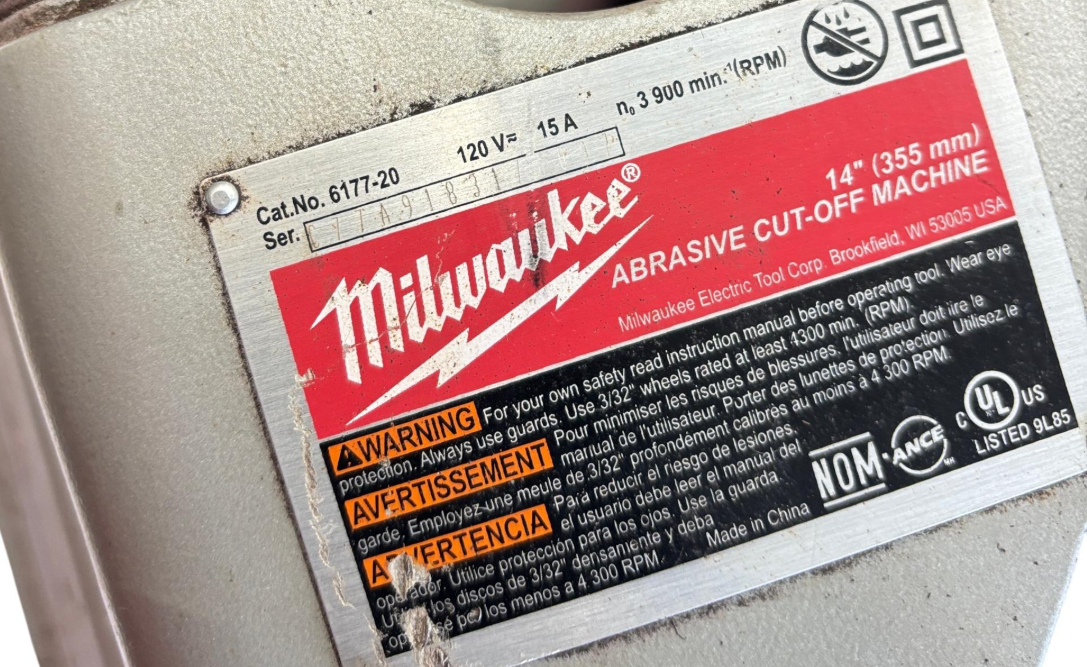 Cat.No. 6177-20 120 V≂ 15 A n₀ 3 900 min.⁻¹(RPM)
Ser.
Milwaukee®
14" (355 mm)
ABRASIVE CUT-OFF MACHINE
Milwaukee Electric Tool Corp. Brookfield, WI 53005 USA
WARNING For your own safety read instruction manual before operating tool. Wear eye
protection. Always use guards. Use 3/32" wheels rated at least 4300 min. (RPM)
AVERTISSEMENT Pour minimiser les risques de blessures, l'utilisateur doit lire le
manual de l'utilisateur. Porter des lunettes de protection. Utilisez le
garde. Employez une meule de 3/32" profondément calibrès au moins à 4 300 RPM
ADVERTENCIA Para reducir el riesgo de lesiones.
el usuario debe leer el manual del
operador. Utilice protección para los ojos. Use la guarda.
los discos de 3/32" densaniente y deba
los menos a 4 300 RPM Made in China
NOM·ANCE
C UL US
LISTED 9L85